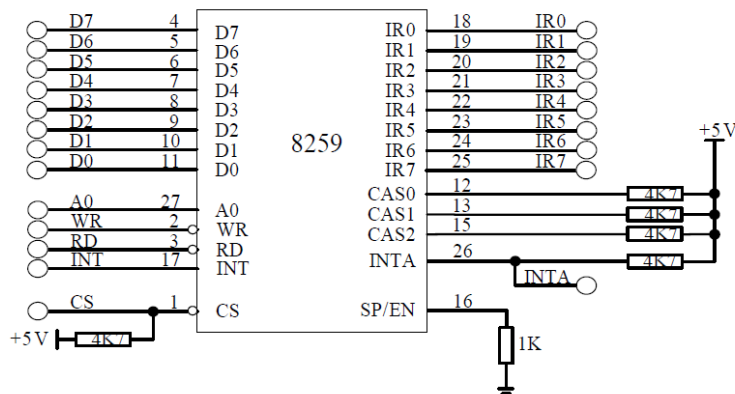 D7 4 D7 IR0 18 IR0
D6 5 D6 IR1 19 IR1
D5 6 D5 IR2 20 IR2
D4 7 D4 IR3 21 IR3
D3 8 D3 IR4 22 IR4
D2 9 D2 IR5 23 IR5
D1 10 D1 IR6 24 IR6
D0 11 D0 IR7 25 IR7
8259
+5V
A0 27 A0 CAS0 12 4K7
WR 2 WR CAS1 13 4K7
RD 3 RD CAS2 15 4K7
INT 17 INT INTA 26 4K7
INTA
CS 1 CS SP/EN 16
+5V 4K7 1K